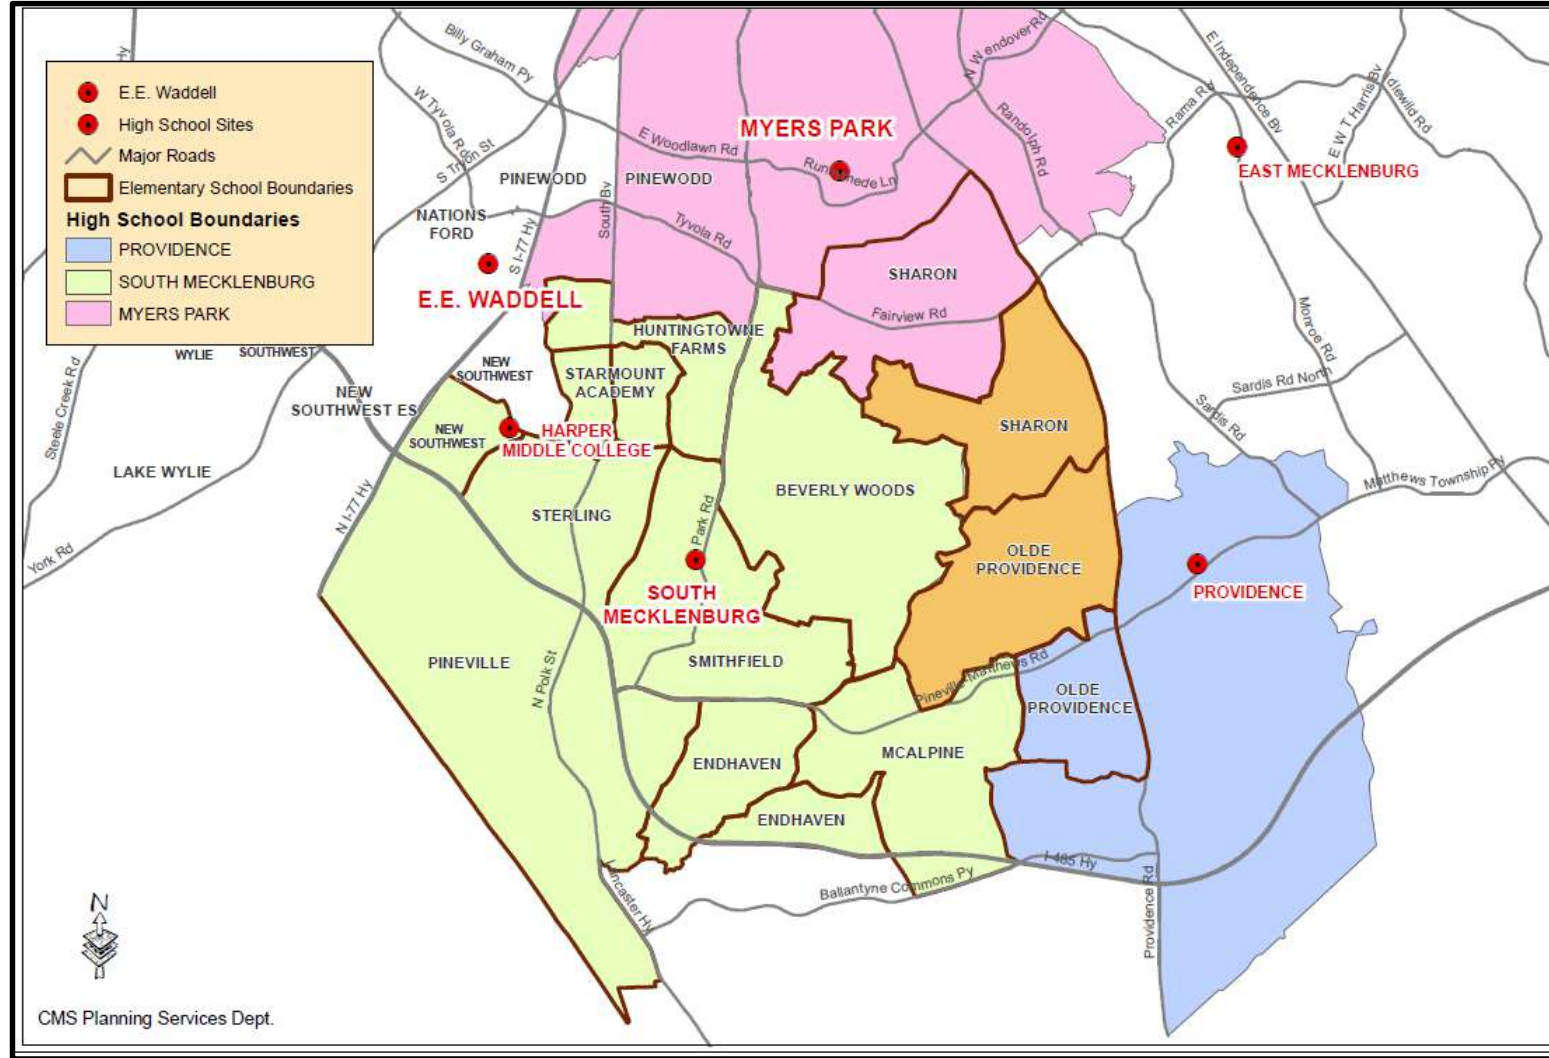 E.E. Waddell
High School Sites
Major Roads
Elementary School Boundaries
High School Boundaries
PROVIDENCE
SOUTH MECKLENBURG
MYERS PARK
Hy
Billy Graham Py
W Tyvola Rd
S Tryon St
E Woodlawn Rd
N Wendover Rd
Randolph Rd
Rama Rd
E Independence Bv
E W T Harris Bv
Idlewild Rd
MYERS PARK
Runnymede Ln
EAST MECKLENBURG
PINEWODD
PINEWODD
NATIONS
FORD
South Bv
Tyvola Rd
S I-77 Hy
E.E. WADDELL
SHARON
Fairview Rd
Monroe Rd
HUNTINGTOWNE
FARMS
WYLIE
SOUTHWEST
NEW
SOUTHWEST
STARMOUNT
ACADEMY
Steele Creek Rd
NEW
SOUTHWEST ES
Sardis Rd North
Sardis Rd
NEW
SOUTHWEST
HARPER
MIDDLE COLLEGE
SHARON
LAKE WYLIE
N I-77 Hy
BEVERLY WOODS
Matthews Township Py
STERLING
Park Rd
York Rd
OLDE
PROVIDENCE
SOUTH
MECKLENBURG
PROVIDENCE
PINEVILLE
SMITHFIELD
N Polk St
Pineville-Matthews Rd
OLDE
PROVIDENCE
ENDHAVEN
MCALPINE
ENDHAVEN
I-485 Hy
Ballantyne Commons Py
Lancaster Hy
Providence Rd
N
CMS Planning Services Dept.